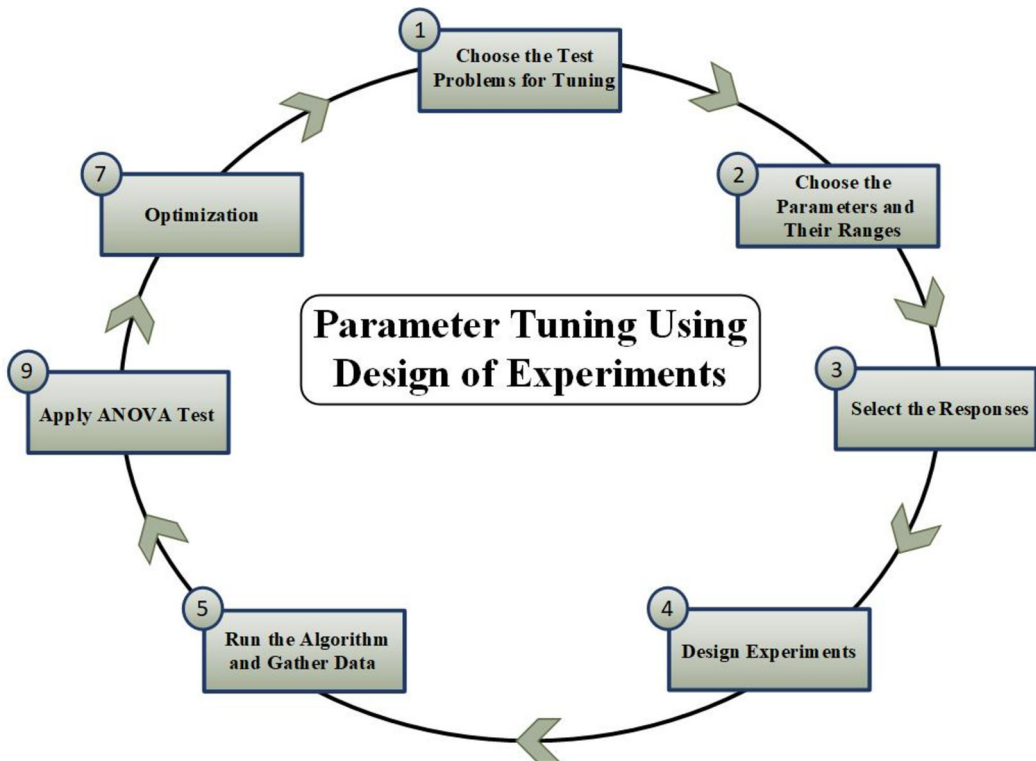 1
Choose the Test
Problems for Tuning
2
Choose the
Parameters and
Their Ranges
3
Select the Responses
4
Design Experiments
5
Run the Algorithm
and Gather Data
9
Apply ANOVA Test
7
Optimization
Parameter Tuning Using
Design of Experiments